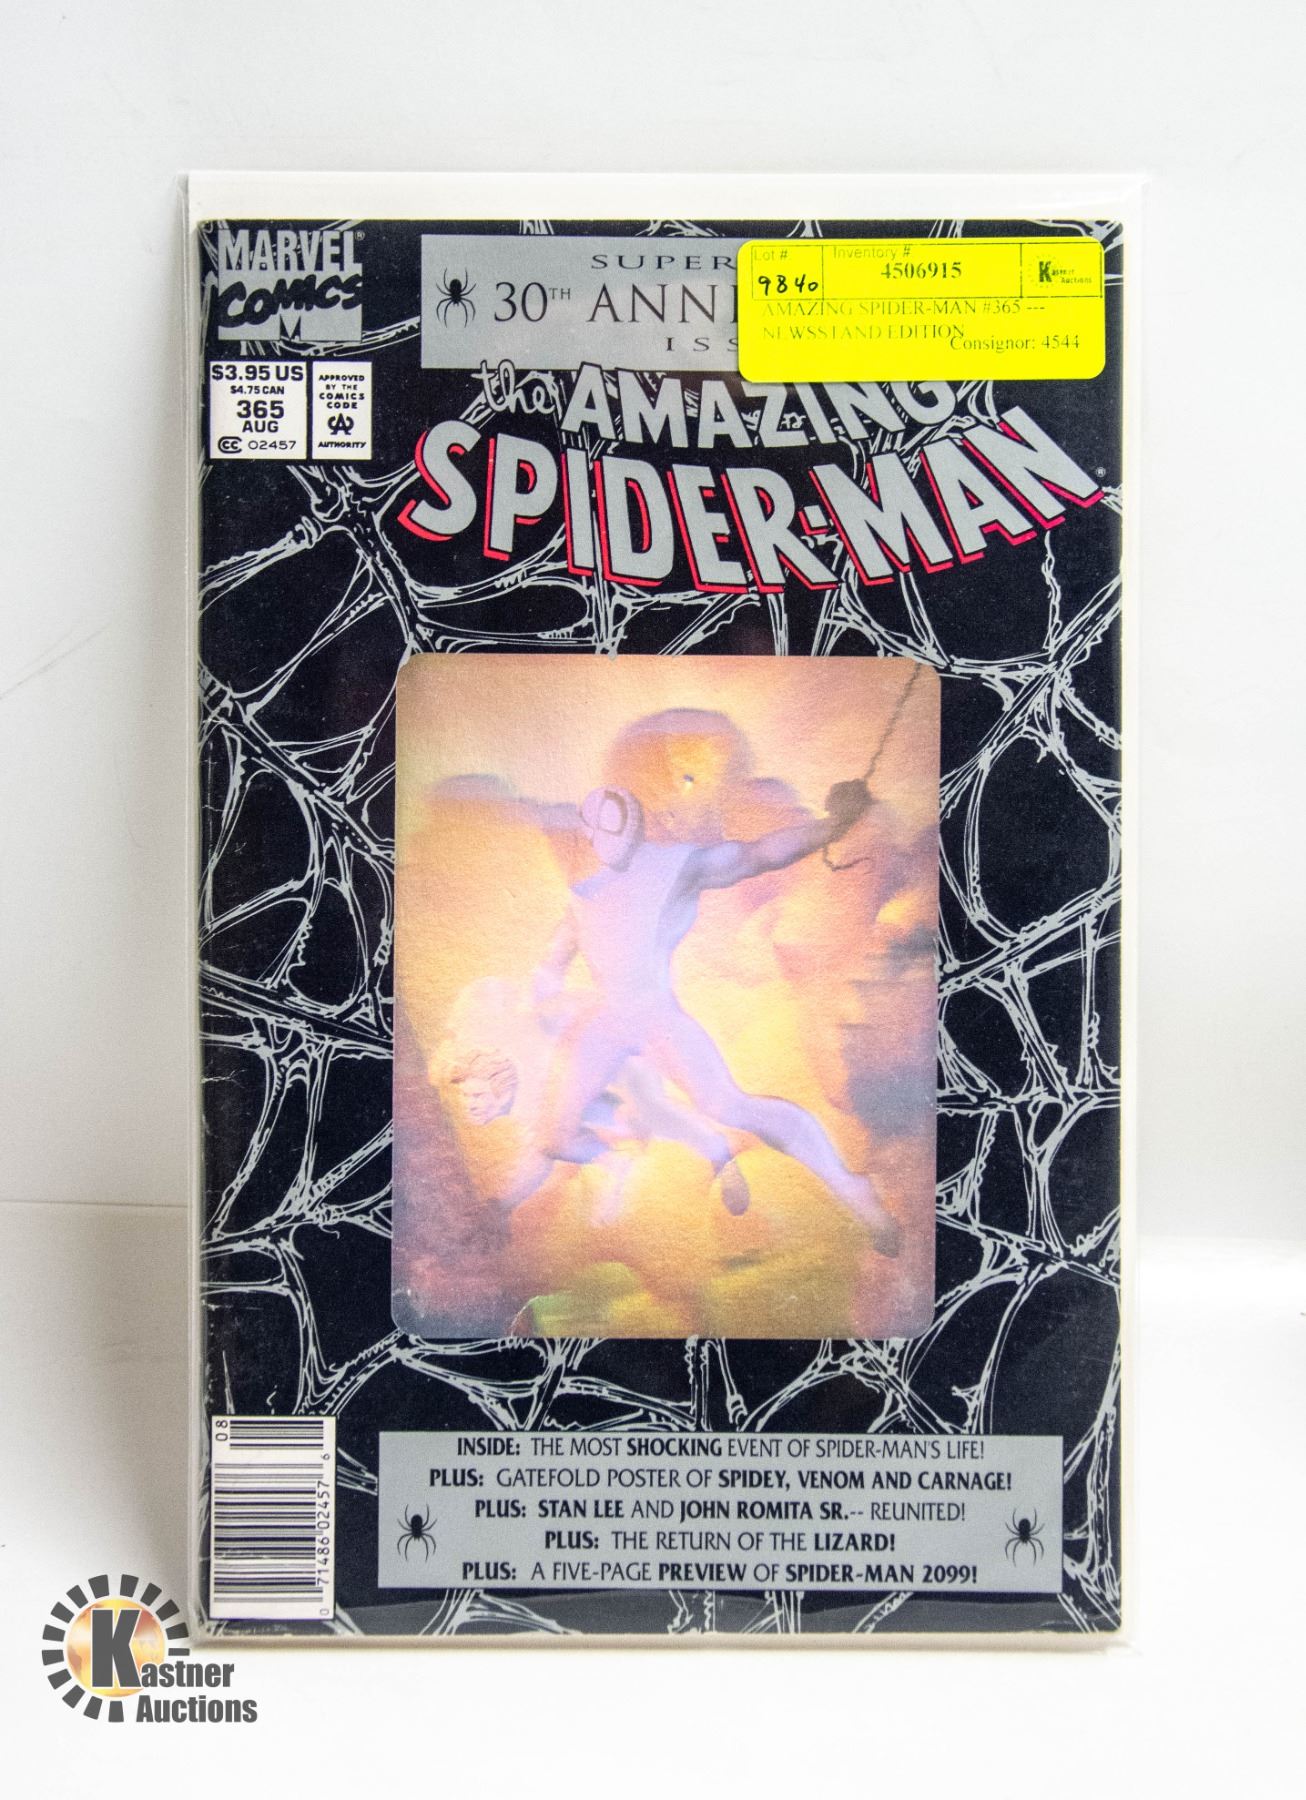 Lot #:
9840
Inventory #:
4506915
Kastner
Auctions
AMAZING SPIDER-MAN #365 ---
NEWSSTAND EDITION
Consignor: 4544
MARVEL®
COMICS
M
SUPER
30TH ANNI
ISS
$3.95 US
$4.75 CAN
365
AUG
CC 02457
APPROVED
BY THE
COMICS
CODE
CA
AUTHORITY
the AMAZING
SPIDER-MAN®
INSIDE: THE MOST SHOCKING EVENT OF SPIDER-MAN'S LIFE!
PLUS: GATEFOLD POSTER OF SPIDEY, VENOM AND CARNAGE!
PLUS: STAN LEE AND JOHN ROMITA SR.-- REUNITED!
PLUS: THE RETURN OF THE LIZARD!
PLUS: A FIVE-PAGE PREVIEW OF SPIDER-MAN 2099!
08
0 71486 02457 6
Kastner
Auctions